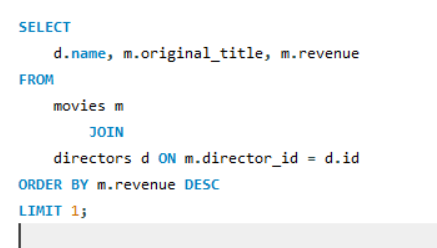 SELECT
d.name, m.original_title, m.revenue
FROM
movies m
JOIN
directors d ON m.director_id = d.id
ORDER BY m.revenue DESC
LIMIT 1;